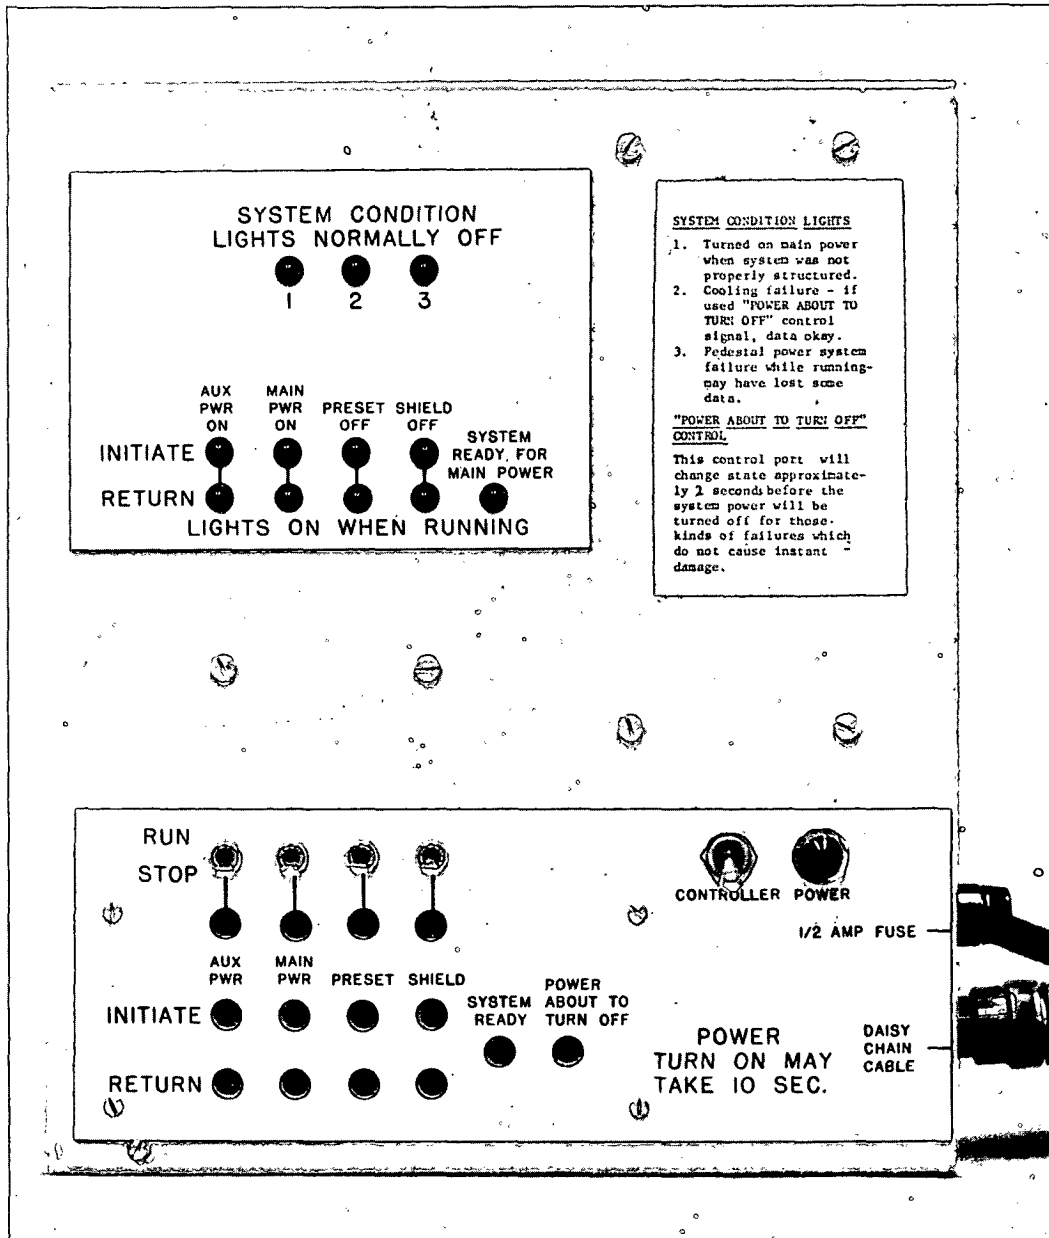 SYSTEM CONDITION
LIGHTS NORMALLY OFF
1 2 3
AUX PWR ON
MAIN PWR ON
PRESET OFF
SHIELD OFF
SYSTEM READY FOR MAIN POWER
INITIATE
RETURN
LIGHTS ON WHEN RUNNING
SYSTEM CONDITION LIGHTS
1. Turned on main power
when system was not
properly structured.
2. Cooling failure - if
used "POWER ABOUT TO
TURN OFF" control
signal, data okay.
3. Pedestal power system
failure while running-
may have lost some
data.
"POWER ABOUT TO TURN OFF"
CONTROL
This control port will
change state approximate-
ly 2 seconds before the
system power will be
turned off for those
kinds of failures which
do not cause instant
damage.
RUN
STOP
CONTROLLER POWER
1/2 AMP FUSE
AUX PWR
MAIN PWR
PRESET
SHIELD
INITIATE
SYSTEM READY
POWER ABOUT TO TURN OFF
RETURN
POWER
TURN ON MAY
TAKE 10 SEC.
DAISY
CHAIN
CABLE